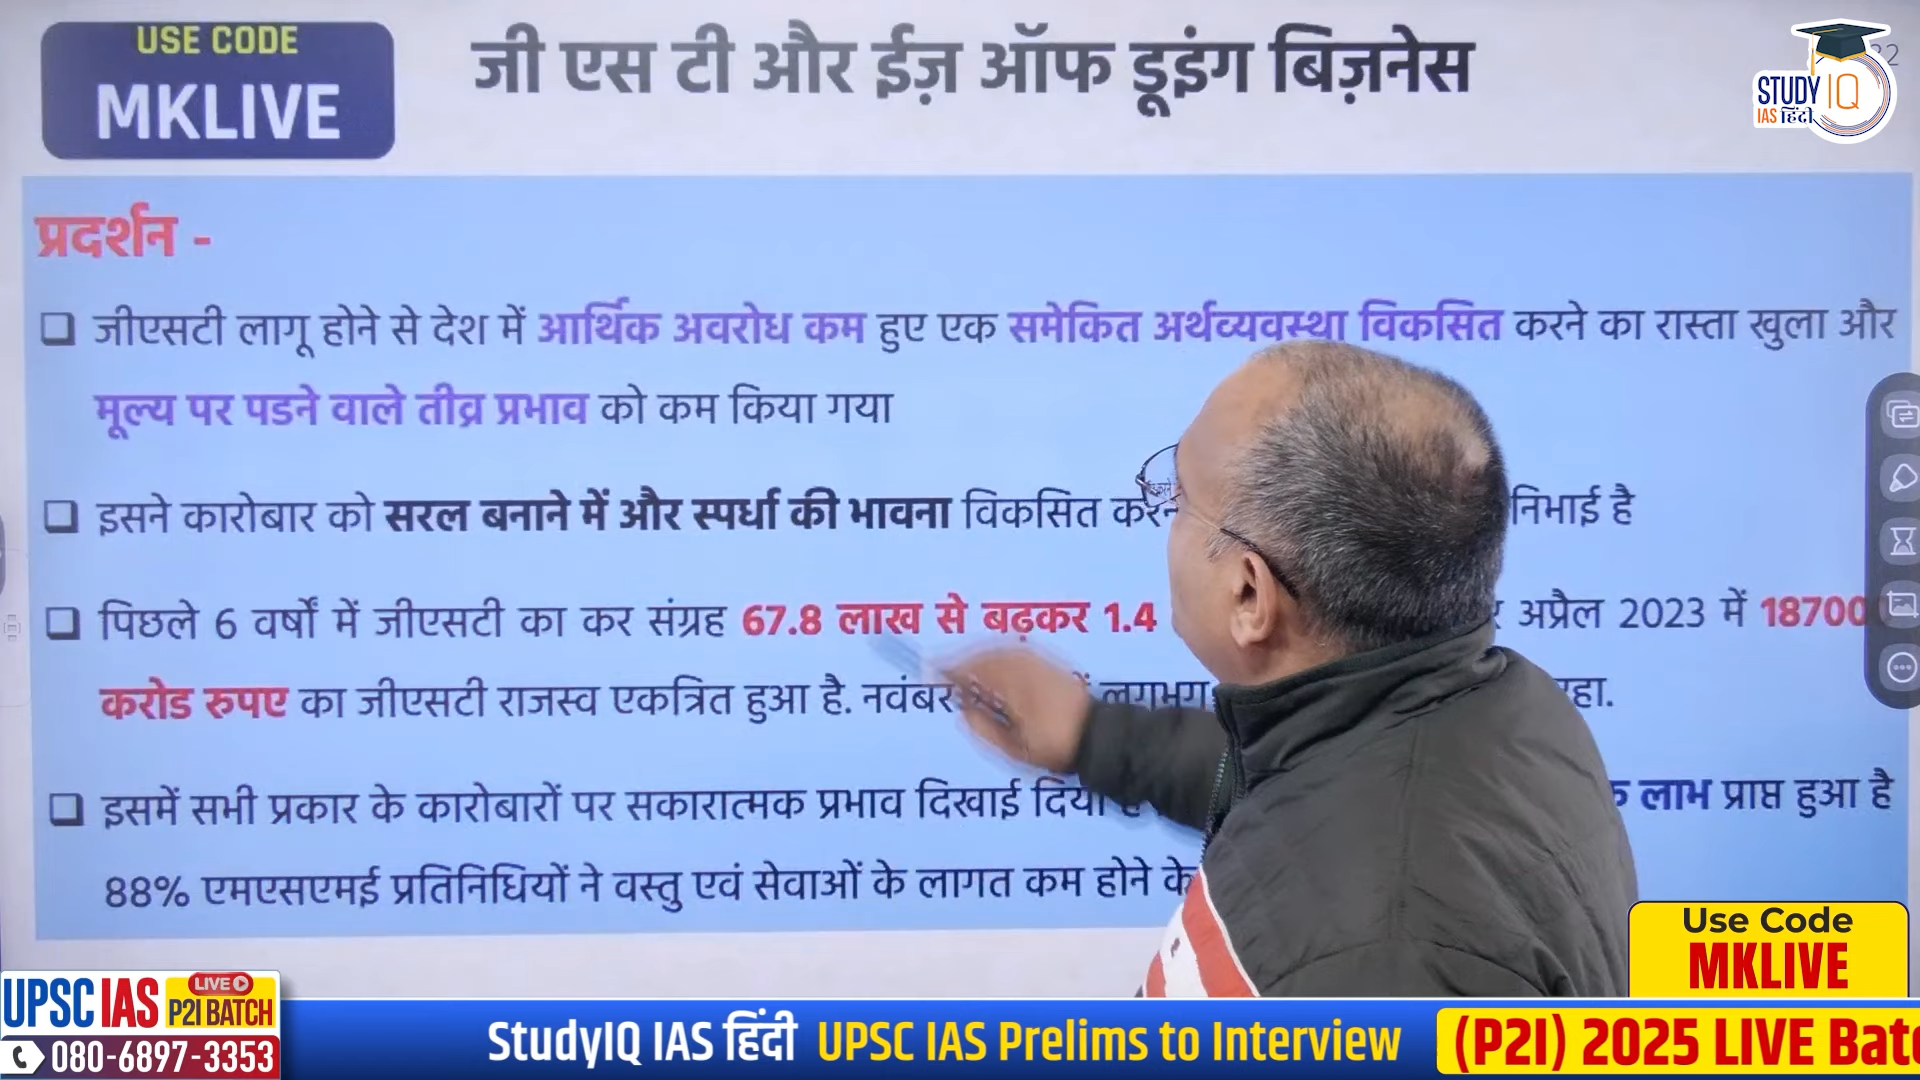 USE CODE
MKLIVE
जी एस टी और ईज़ ऑफ डूइंग बिज़नेस
22
STUDY IQ
IAS हिंदी
प्रदर्शन -
जीएसटी लागू होने से देश में आर्थिक अवरोध कम हुए एक समेकित अर्थव्यवस्था विकसित करने का रास्ता खुला और
मूल्य पर पडने वाले तीव्र प्रभाव को कम किया गया
इसने कारोबार को सरल बनाने में और स्पर्धा की भावना विकसित निभाई है
पिछले 6 वर्षों में जीएसटी का कर संग्रह 67.8 लाख से बढ़कर 1.4 अप्रैल 2023 में 18700
करोड रुपए का जीएसटी राजस्व एकत्रित हुआ है. नवंबर लगभग रहा.
इसमें सभी प्रकार के कारोबारों पर सकारात्मक प्रभाव दिखाई दिया लाभ प्राप्त हुआ है
88% एमएसएमई प्रतिनिधियों ने वस्तु एवं सेवाओं के लागत कम होने के
Use Code
MKLIVE
UPSC IAS LIVE P2I BATCH
080-6897-3353
StudyIQ IAS हिंदी UPSC IAS Prelims to Interview (P2I) 2025 LIVE Batc